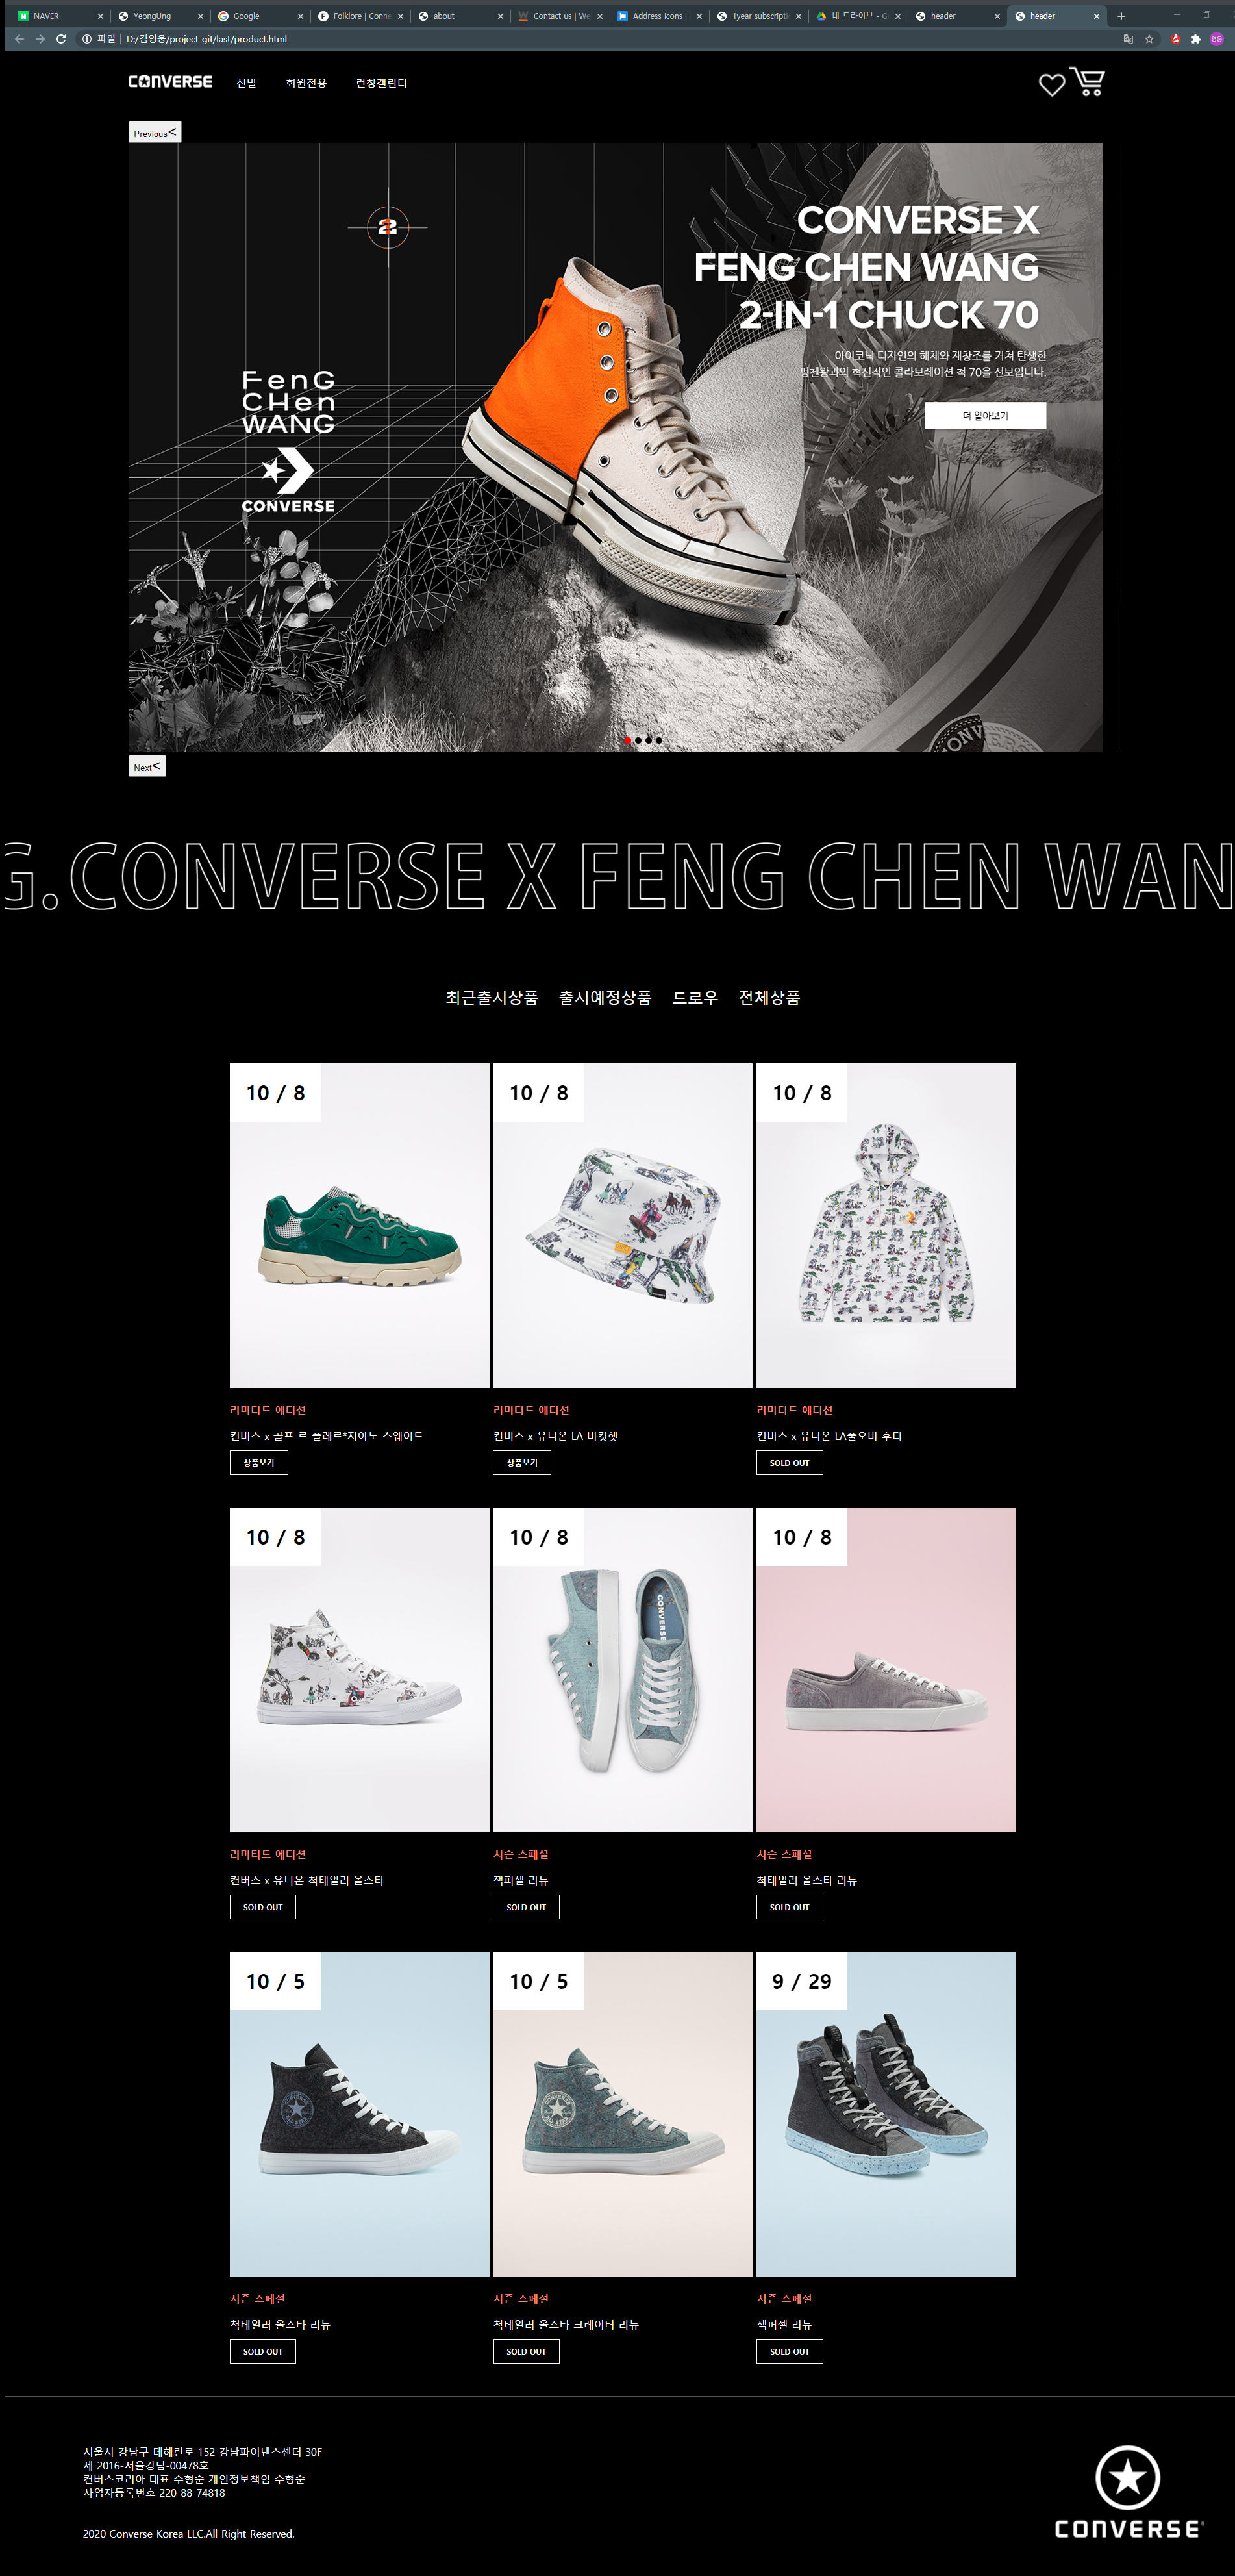 NAVER
YeongUng
Google
Folklore | Conne
about
Contact us | We
Address Icons |
1year subscripti
내 드라이브 - G
header
header
파일 | D:/김영웅/project-git/last/product.html
영웅
CONVERSE
신발
회원전용
런칭캘린더
Previous<
2
CONVERSE X
FENG CHEN WANG
2-IN-1 CHUCK 70
아이코닉 디자인의 해체와 재창조를 거쳐 탄생한
펑첸왕과의 혁신적인 콜라보레이션 척 70을 선보입니다.
더 알아보기
FenG
CHen
WANG
CONVERSE
Next<
G.CONVERSE X FENG CHEN WAN
최근출시상품
출시예정상품
드로우
전체상품
10 / 8
10 / 8
10 / 8
리미티드 에디션
리미티드 에디션
리미티드 에디션
컨버스 x 골프 르 플레르*지아노 스웨이드
컨버스 x 유니온 LA 버킷햇
컨버스 x 유니온 LA풀오버 후디
상품보기
상품보기
SOLD OUT
10 / 8
10 / 8
10 / 8
CONVERSE
리미티드 에디션
시즌 스페셜
시즌 스페셜
컨버스 x 유니온 척테일러 올스타
잭퍼셀 리뉴
척테일러 올스타 리뉴
SOLD OUT
SOLD OUT
SOLD OUT
10 / 5
10 / 5
9 / 29
CONVERSE
ALL STAR
CONVERSE
ALL STAR
시즌 스페셜
시즌 스페셜
시즌 스페셜
척테일러 올스타 리뉴
척테일러 올스타 크레이터 리뉴
잭퍼셀 리뉴
SOLD OUT
SOLD OUT
SOLD OUT
서울시 강남구 테헤란로 152 강남파이낸스센터 30F
제 2016-서울강남-00478호
컨버스코리아 대표 주형준 개인정보책임 주형준
사업자등록번호 220-88-74818
2020 Converse Korea LLC.All Right Reserved.
CONVERSE